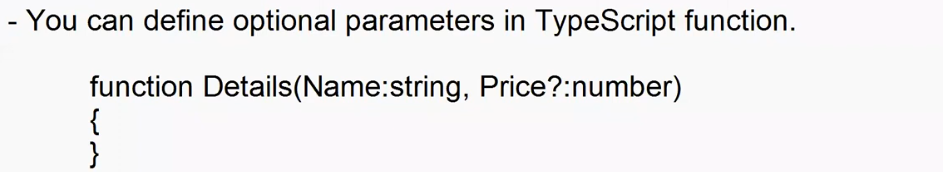 - You can define optional parameters in TypeScript function.
function Details(Name:string, Price?:number)
{
}